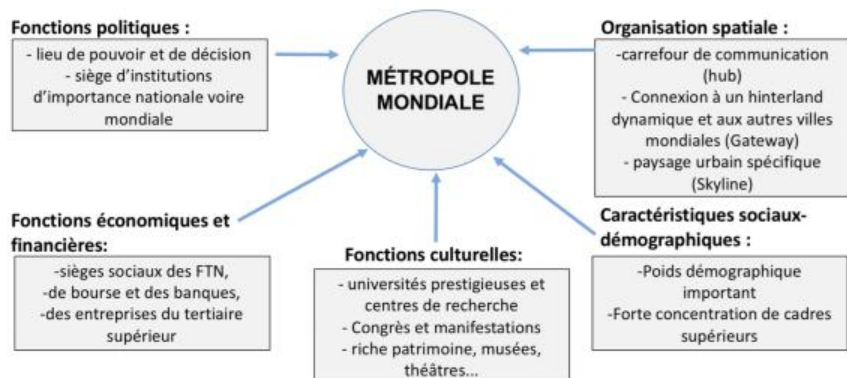 Fonctions politiques :
- lieu de pouvoir et de décision
- siège d'institutions
d'importance nationale voire
mondiale
MÉTROPOLE
MONDIALE
Organisation spatiale :
-carrefour de communication
(hub)
- Connexion à un hinterland
dynamique et aux autres villes
mondiales (Gateway)
- paysage urbain spécifique
(Skyline)
Fonctions économiques et
financières:
-sièges sociaux des FTN,
-de bourse et des banques,
-des entreprises du tertiaire
supérieur
Fonctions culturelles:
- universités prestigieuses et
centres de recherche
- Congrès et manifestations
- riche patrimoine, musées,
théâtres...
Caractéristiques sociaux-
démographiques :
-Poids démographique
important
-Forte concentration de cadres
supérieurs